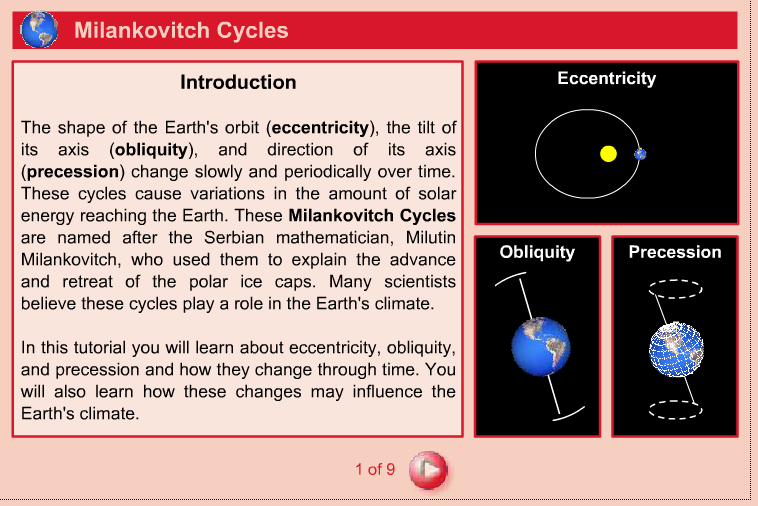 Milankovitch Cycles
Introduction
The shape of the Earth's orbit (eccentricity), the tilt of
its axis (obliquity), and direction of its axis
(precession) change slowly and periodically over time.
These cycles cause variations in the amount of solar
energy reaching the Earth. These Milankovitch Cycles
are named after the Serbian mathematician, Milutin
Milankovitch, who used them to explain the advance
and retreat of the polar ice caps. Many scientists
believe these cycles play a role in the Earth's climate.
In this tutorial you will learn about eccentricity, obliquity,
and precession and how they change through time. You
will also learn how these changes may influence the
Earth's climate.
Eccentricity
Obliquity
Precession
1 of 9